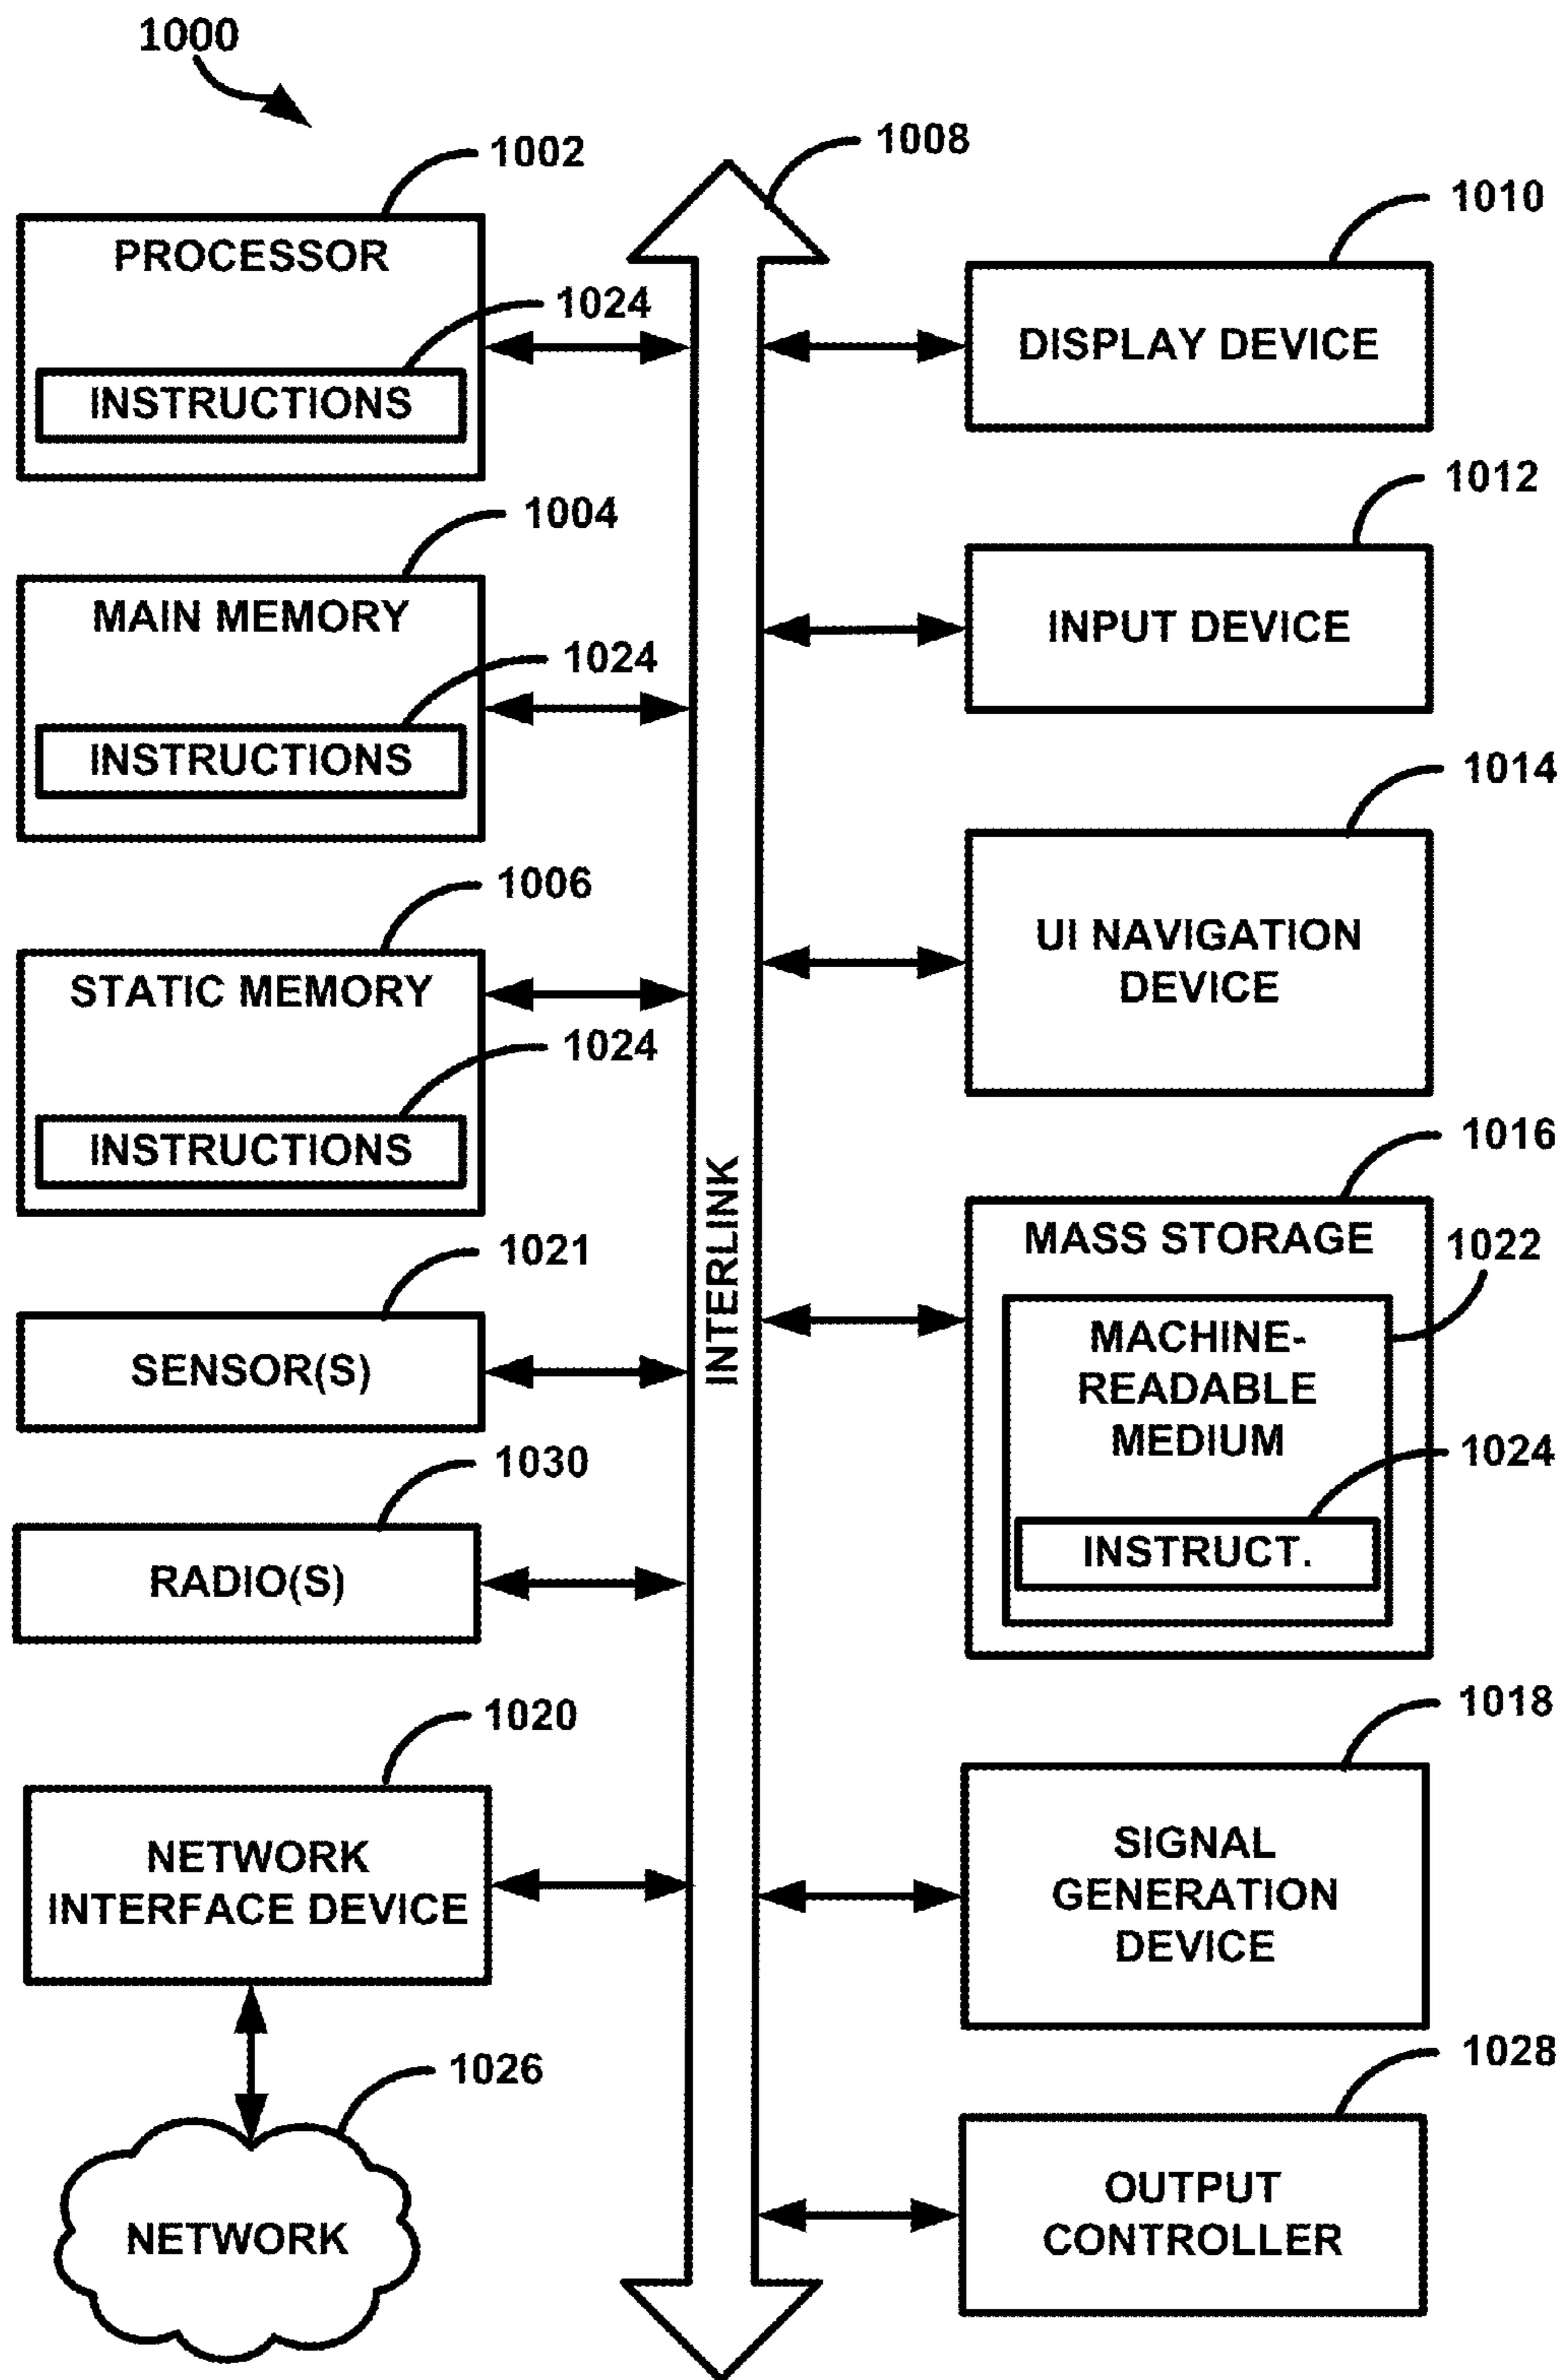 1000
1002
PROCESSOR
1024
INSTRUCTIONS
1004
MAIN MEMORY
1024
INSTRUCTIONS
1006
STATIC MEMORY
1024
INSTRUCTIONS
1021
SENSOR(S)
1030
RADIO(S)
1020
NETWORK
INTERFACE DEVICE
1026
NETWORK
1008
INTERLINK
1010
DISPLAY DEVICE
1012
INPUT DEVICE
1014
UI NAVIGATION
DEVICE
1016
MASS STORAGE
1022
MACHINE-
READABLE
MEDIUM
1024
INSTRUCT.
1018
SIGNAL
GENERATION
DEVICE
1028
OUTPUT
CONTROLLER